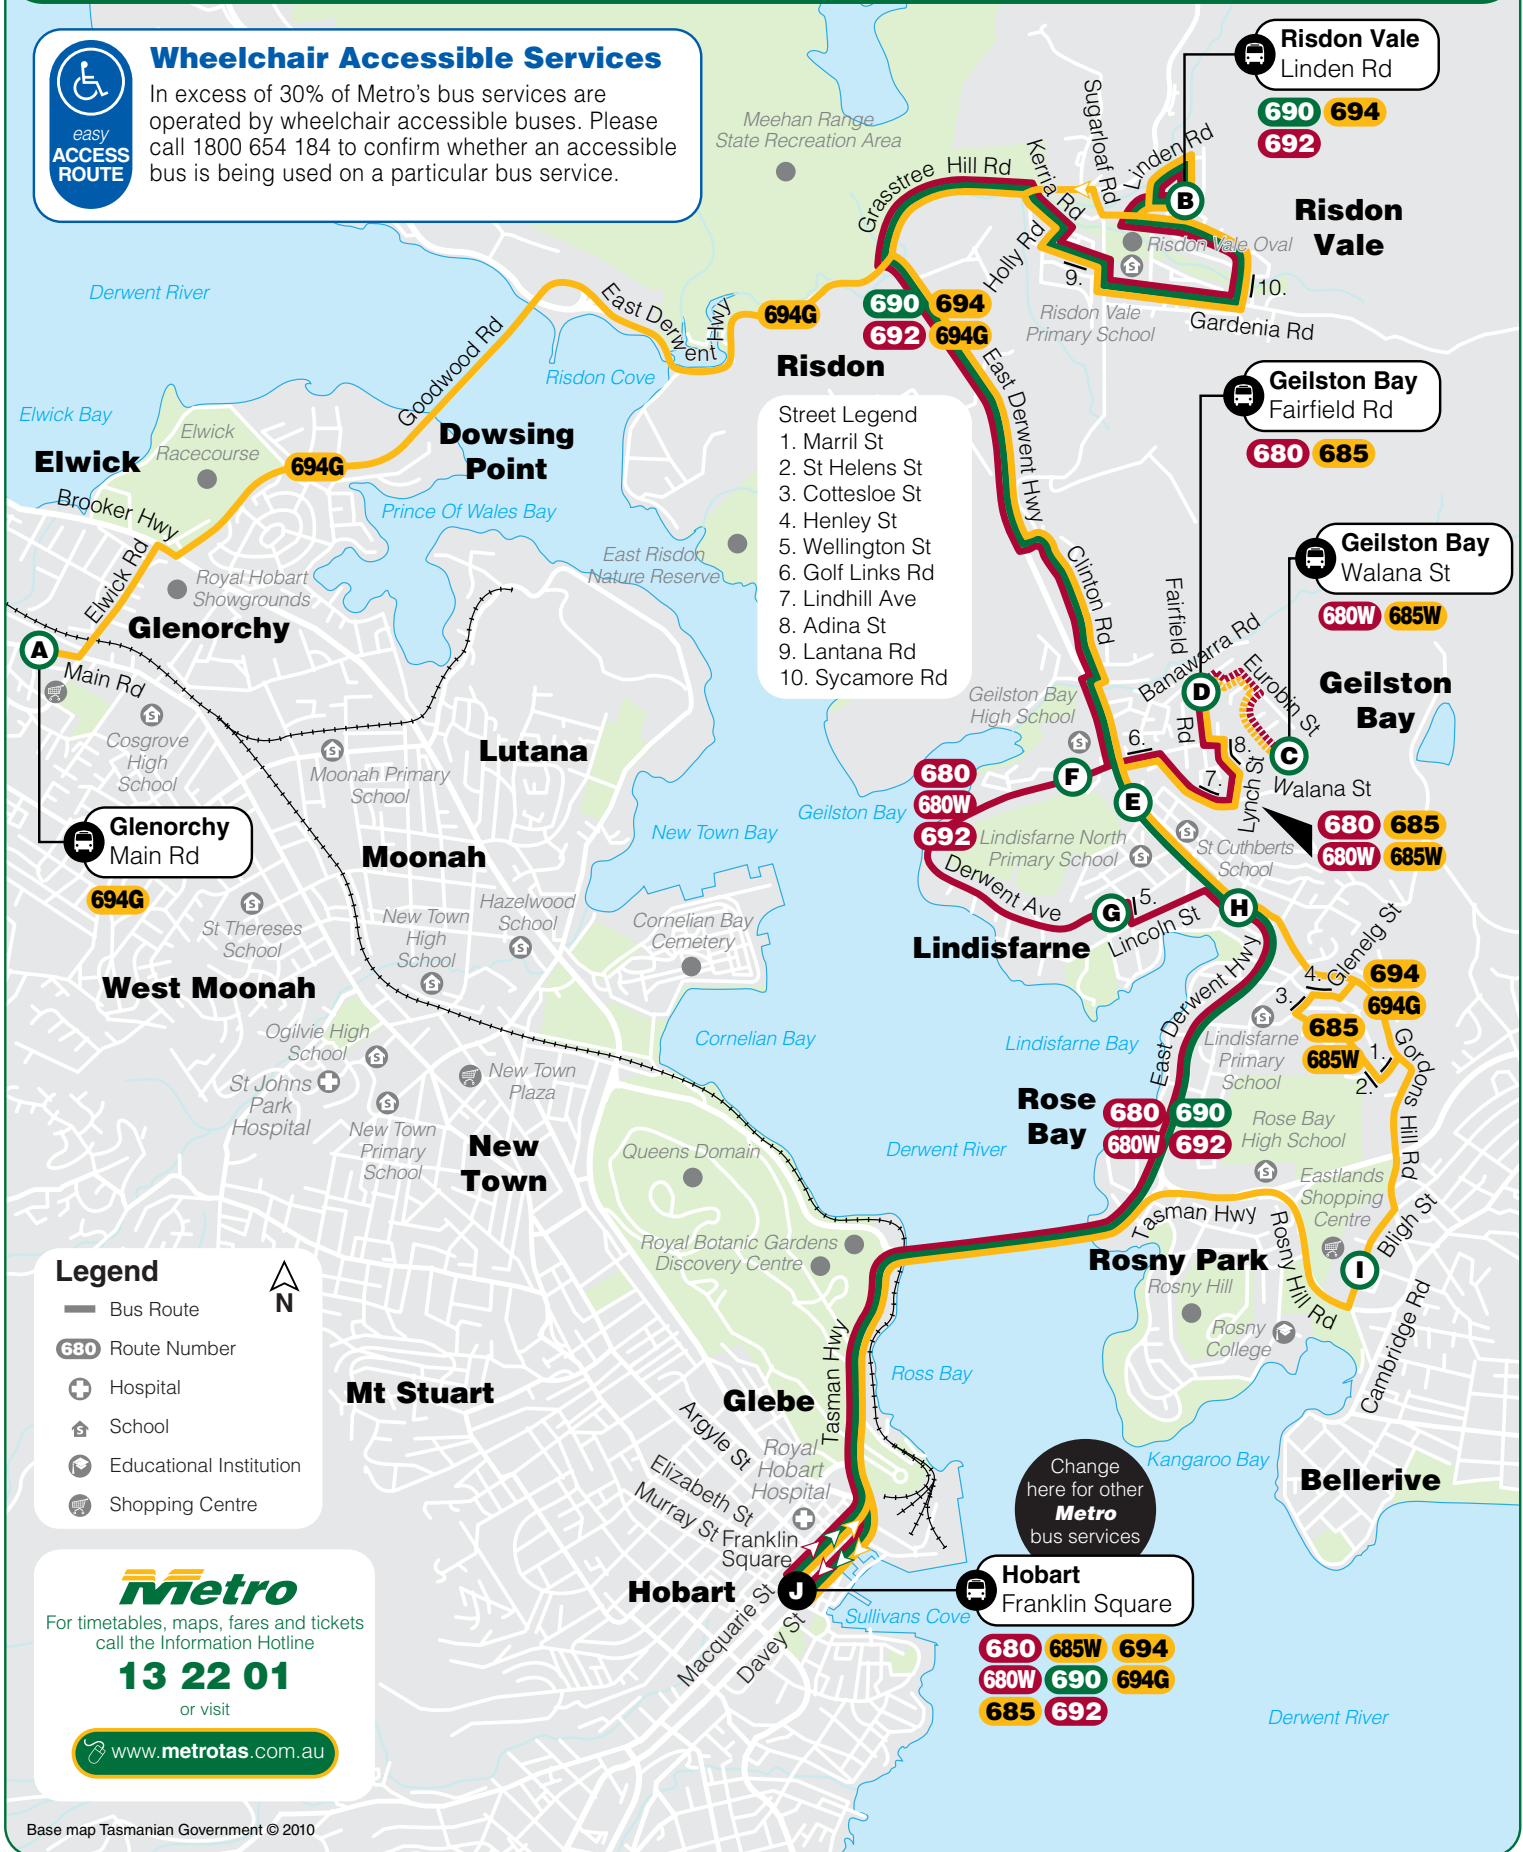 Wheelchair Accessible Services
In excess of 30% of Metro's bus services are
operated by wheelchair accessible buses. Please
call 1800 654 184 to confirm whether an accessible
bus is being used on a particular bus service.
easy
ACCESS
ROUTE
Risdon Vale
Linden Rd
690 694
692
Meehan Range
State Recreation Area
Grasstree Hill Rd
Kerria Rd
Sugarloaf Rd
Linden Rd
B
Risdon
Vale
Risdon Vale Oval
Holly Rd
9.
10.
Risdon Vale
Primary School
Gardenia Rd
Derwent River
East Derwent Hwy
694G
690 694
692 694G
Risdon
Goodwood Rd
Risdon Cove
Elwick Bay
Elwick
Racecourse
Elwick
694G
Dowsing
Point
Brooker Hwy
Prince Of Wales Bay
East Risdon
Nature Reserve
Elwick Rd
Royal Hobart
Showgrounds
Glenorchy
A
Main Rd
Street Legend
1. Marril St
2. St Helens St
3. Cottesloe St
4. Henley St
5. Wellington St
6. Golf Links Rd
7. Lindhill Ave
8. Adina St
9. Lantana Rd
10. Sycamore Rd
East Derwent Hwy
Clinton Rd
Geilston Bay
Fairfield Rd
680 685
Geilston Bay
Walana St
680W 685W
Fairfield
Rd
Banawarra Rd
Eurobin St
D
Geilston
Bay
C
Walana St
Lynch St
8.
7.
6.
Geilston Bay
High School
680
680W
692
F
E
680 685
680W 685W
Cosgrove
High
School
Moonah Primary
School
Lutana
Geilston Bay
New Town Bay
Glenorchy
Main Rd
694G
Moonah
Lindisfarne North
Primary School
St Cuthberts
School
Derwent Ave
G
5.
Lincoln St
H
Lindisfarne
St Thereses
School
New Town
High
School
Hazelwood
School
Cornelian Bay
Cemetery
West Moonah
Glenelg St
4.
3.
694
694G
685
685W
1.
2.
Gordons Hill Rd
East Derwent Hwy
Lindisfarne
Primary
School
Lindisfarne Bay
Cornelian Bay
Ogilvie High
School
St Johns
Park
Hospital
New Town
Plaza
New Town
Primary
School
New
Town
Rose
Bay
680 690
680W 692
Rose Bay
High School
Derwent River
Queens Domain
Eastlands
Shopping
Centre
Bligh St
I
Tasman Hwy
Rosny Hill Rd
Rosny Park
Rosny Hill
Rosny
College
Cambridge Rd
Royal Botanic Gardens
Discovery Centre
Legend
N
Bus Route
680 Route Number
Hospital
School
Educational Institution
Shopping Centre
Mt Stuart
Glebe
Tasman Hwy
Ross Bay
Argyle St
Elizabeth St
Murray St
Royal
Hobart
Hospital
Franklin
Square
Kangaroo Bay
Bellerive
Change
here for other
Metro
bus services
Hobart
J
Macquarie St
Davey St
Sullivans Cove
Hobart
Franklin Square
680 685W 694
680W 690 694G
685 692
Derwent River
Metro
For timetables, maps, fares and tickets
call the Information Hotline
13 22 01
or visit
www.metrotas.com.au
Base map Tasmanian Government © 2010